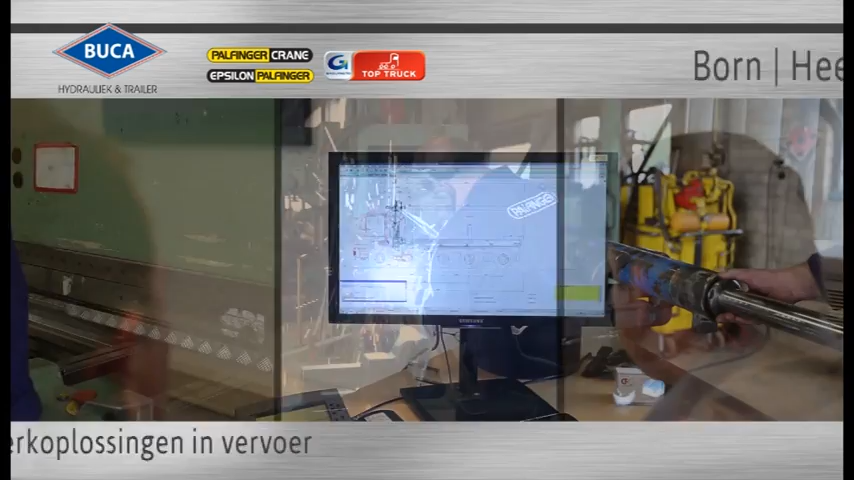 BUCA
HYDRAULIEK & TRAILER
PALFINGER CRANE
EPSILON PALFINGER
TOP TRUCK
Born | Hee
PALFINGER
SAMSUNG
erkoplossingen in vervoer